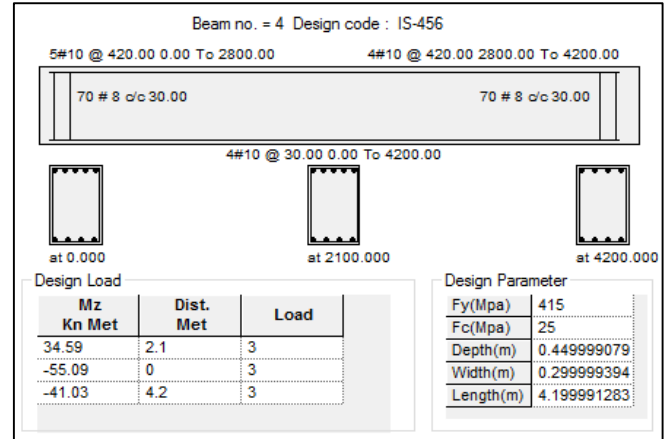 Beam no. = 4 Design code : IS-456
5#10 @ 420.00 0.00 To 2800.00 4#10 @ 420.00 2800.00 To 4200.00
70 # 8 c/c 30.00 70 # 8 c/c 30.00
4#10 @ 30.00 0.00 To 4200.00
at 0.000 at 2100.000 at 4200.000
Design Load Design Parameter
Mz Kn Met Dist. Met Load
34.59 2.1 3
-55.09 0 3
-41.03 4.2 3
Fy(Mpa) 415
Fc(Mpa) 25
Depth(m) 0.449999079
Width(m) 0.299999394
Length(m) 4.199991283